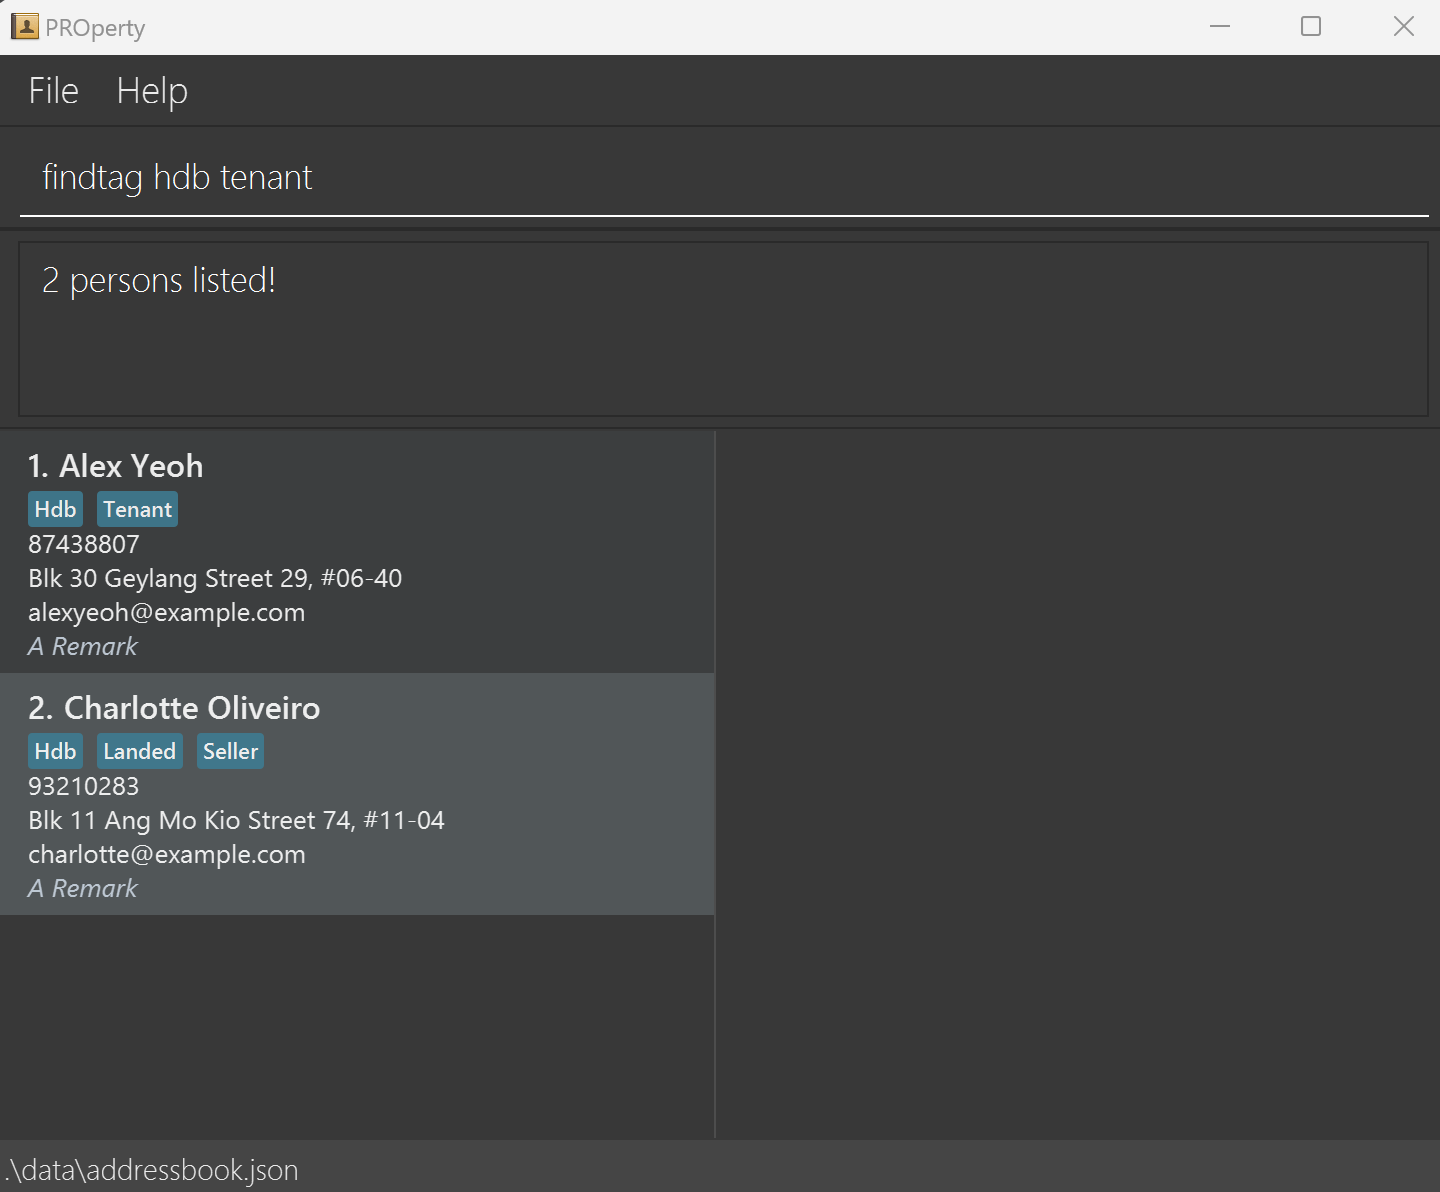 PROperty
File Help
findtag hdb tenant
2 persons listed!
1. Alex Yeoh
Hdb Tenant
87438807
Blk 30 Geylang Street 29, #06-40
alexyeoh@example.com
A Remark
2. Charlotte Oliveiro
Hdb Landed Seller
93210283
Blk 11 Ang Mo Kio Street 74, #11-04
charlotte@example.com
A Remark
.\data\addressbook.json